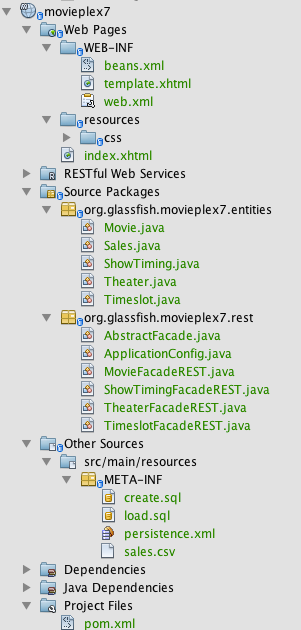 movieplex7
Web Pages
WEB-INF
beans.xml
template.xhtml
web.xml
resources
css
index.xhtml
RESTful Web Services
Source Packages
org.glassfish.movieplex7.entities
Movie.java
Sales.java
ShowTiming.java
Theater.java
Timeslot.java
org.glassfish.movieplex7.rest
AbstractFacade.java
ApplicationConfig.java
MovieFacadeREST.java
ShowTimingFacadeREST.java
TheaterFacadeREST.java
TimeslotFacadeREST.java
Other Sources
src/main/resources
META-INF
create.sql
load.sql
persistence.xml
sales.csv
Dependencies
Java Dependencies
Project Files
pom.xml